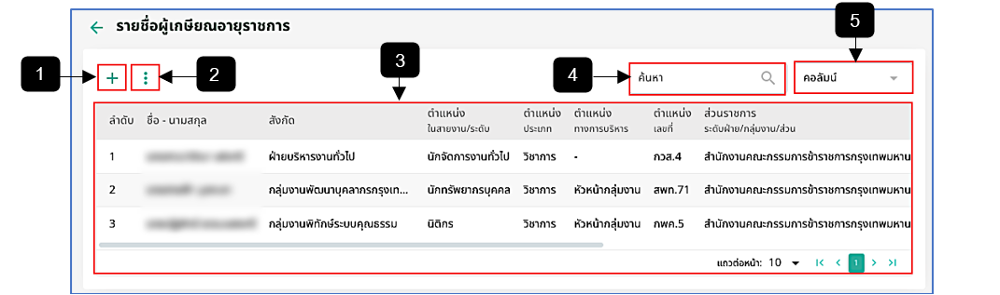 รายชื่อผู้เกษียณอายุราชการ
5
1
2
3
4
ค้นหา
คอลัมน์
ลำดับ ชื่อ - นามสกุล สังกัด ตำแหน่ง ตำแหน่ง ตำแหน่ง ตำแหน่ง ส่วนราชการ
ในสายงาน/ระดับ ประเภท ทางการบริหาร เลขที่ ระดับฝ่าย/กลุ่มงาน/ส่วน
1 ฝ่ายบริหารงานทั่วไป นักจัดการงานทั่วไป วิชาการ - กวส.4 สำนักงานคณะกรรมการข้าราชการกรุงเทพมหาน
2 กลุ่มงานพัฒนาบุคลากรกรุงเท... นักทรัพยากรบุคคล วิชาการ หัวหน้ากลุ่มงาน สพท.71 สำนักงานคณะกรรมการข้าราชการกรุงเทพมหาน
3 กลุ่มงานพิทักษ์ระบบคุณธรรม นิติกร วิชาการ หัวหน้ากลุ่มงาน กพค.5 สำนักงานคณะกรรมการข้าราชการกรุงเทพมหาน
แถวต่อหน้า: 10 1